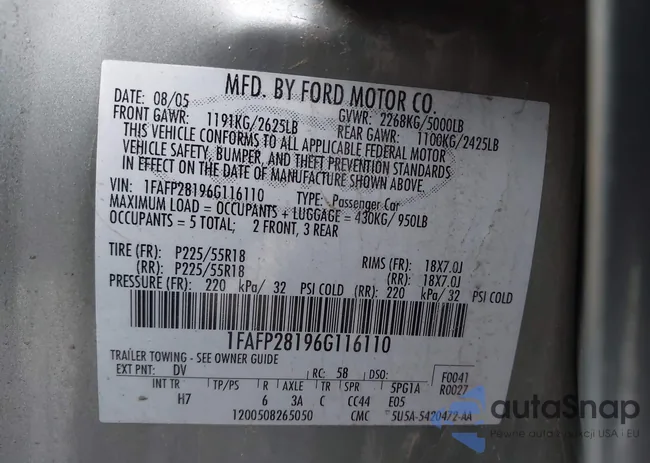 MFD. BY FORD MOTOR CO.
DATE: 08/05 GVWR: 2268KG/5000LB
FRONT GAWR: 1191KG/2625LB REAR GAWR: 1100KG/2425LB
THIS VEHICLE CONFORMS TO ALL APPLICABLE FEDERAL MOTOR
VEHICLE SAFETY, BUMPER, AND THEFT PREVENTION STANDARDS
IN EFFECT ON THE DATE OF MANUFACTURE SHOWN ABOVE.
VIN: 1FAFP28196G116110 TYPE: Passenger Car
MAXIMUM LOAD = OCCUPANTS + LUGGAGE = 430KG/ 950LB
OCCUPANTS = 5 TOTAL; 2 FRONT, 3 REAR
TIRE (FR): P225/55R18 RIMS (FR): 18X7.0J
(RR): P225/55R18 (RR): 18X7.0J
PRESSURE (FR): 220 kPa/ 32 PSI COLD (RR): 220 kPa/ 32 PSI COLD
1FAFP28196G116110
TRAILER TOWING - SEE OWNER GUIDE
EXT PNT: DV RC: 5B DSO: F0041
INT TR TP/PS R AXLE TR SPR 5PG1A R0027
H7 6 3A C CC44 E05
1200508265050 CMC 5U5A-5420472-AA
autoSnap
Pewne auta i aukcji USA · EU